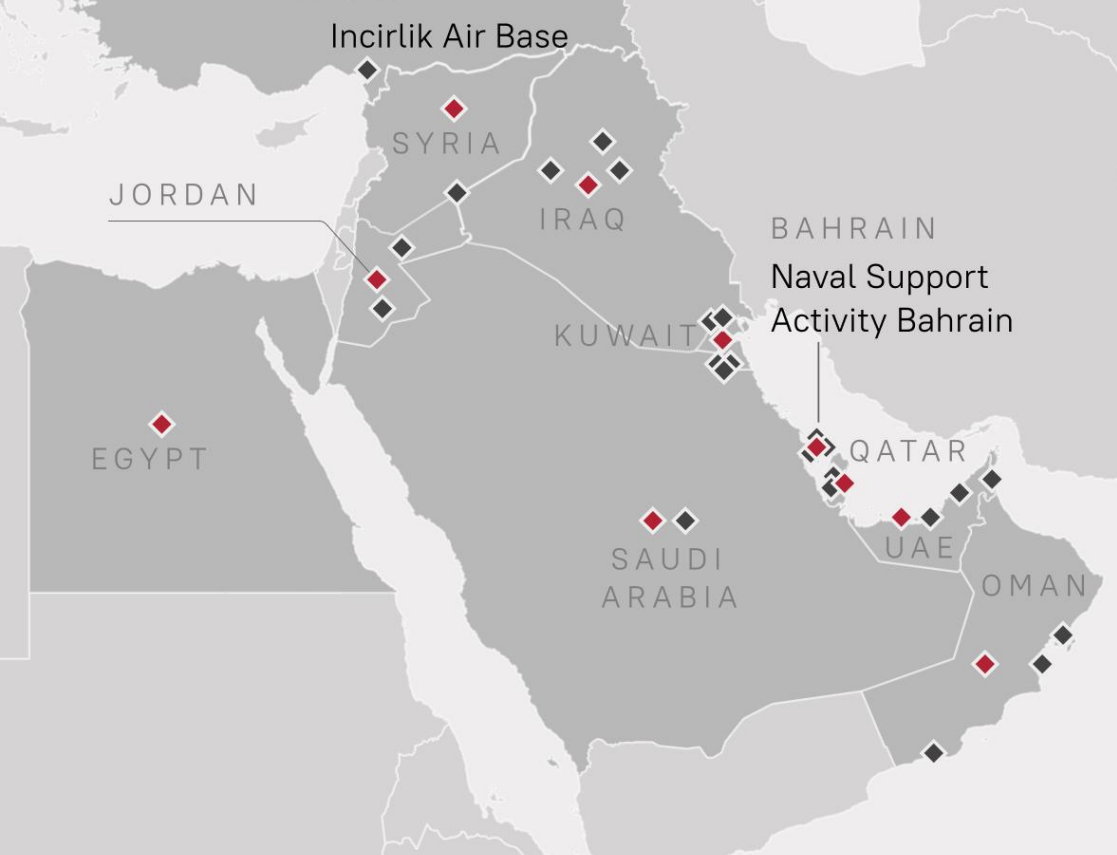 Incirlik Air Base
SYRIA
JORDAN
IRAQ
BAHRAIN
Naval Support
Activity Bahrain
KUWAIT
EGYPT
QATAR
SAUDI
ARABIA
UAE
OMAN